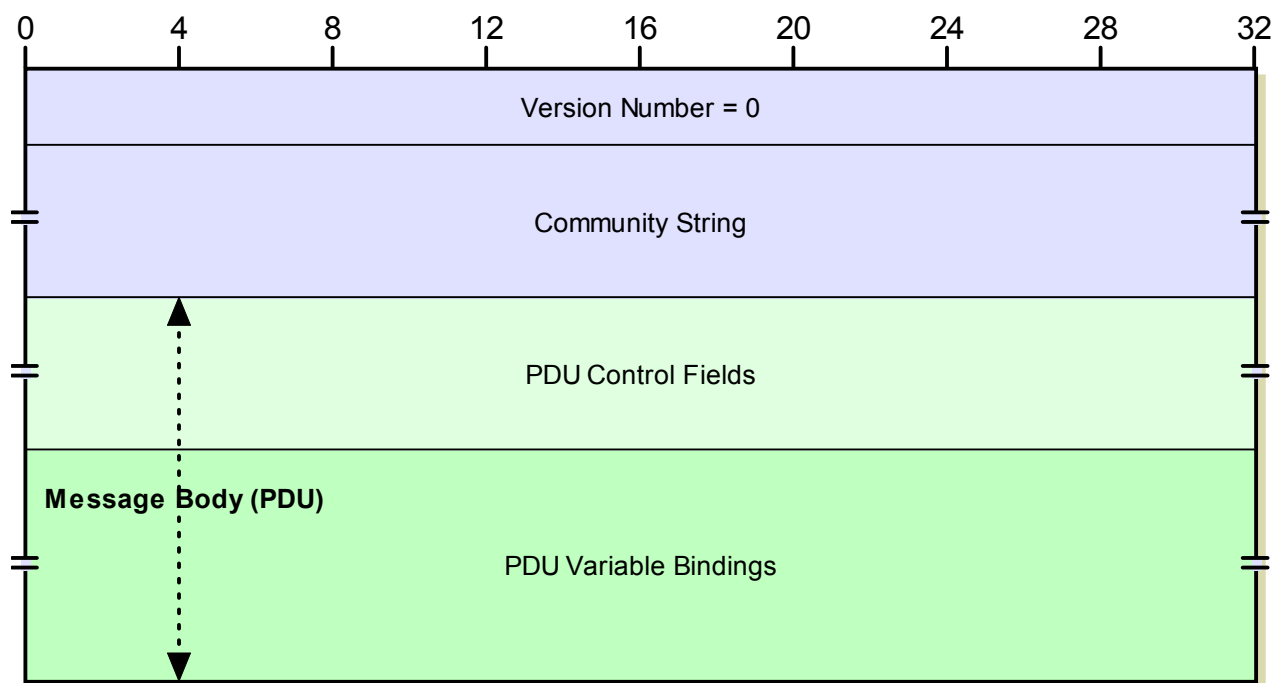 0 4 8 12 16 20 24 28 32
Version Number = 0
Community String
PDU Control Fields
Message Body (PDU)
PDU Variable Bindings